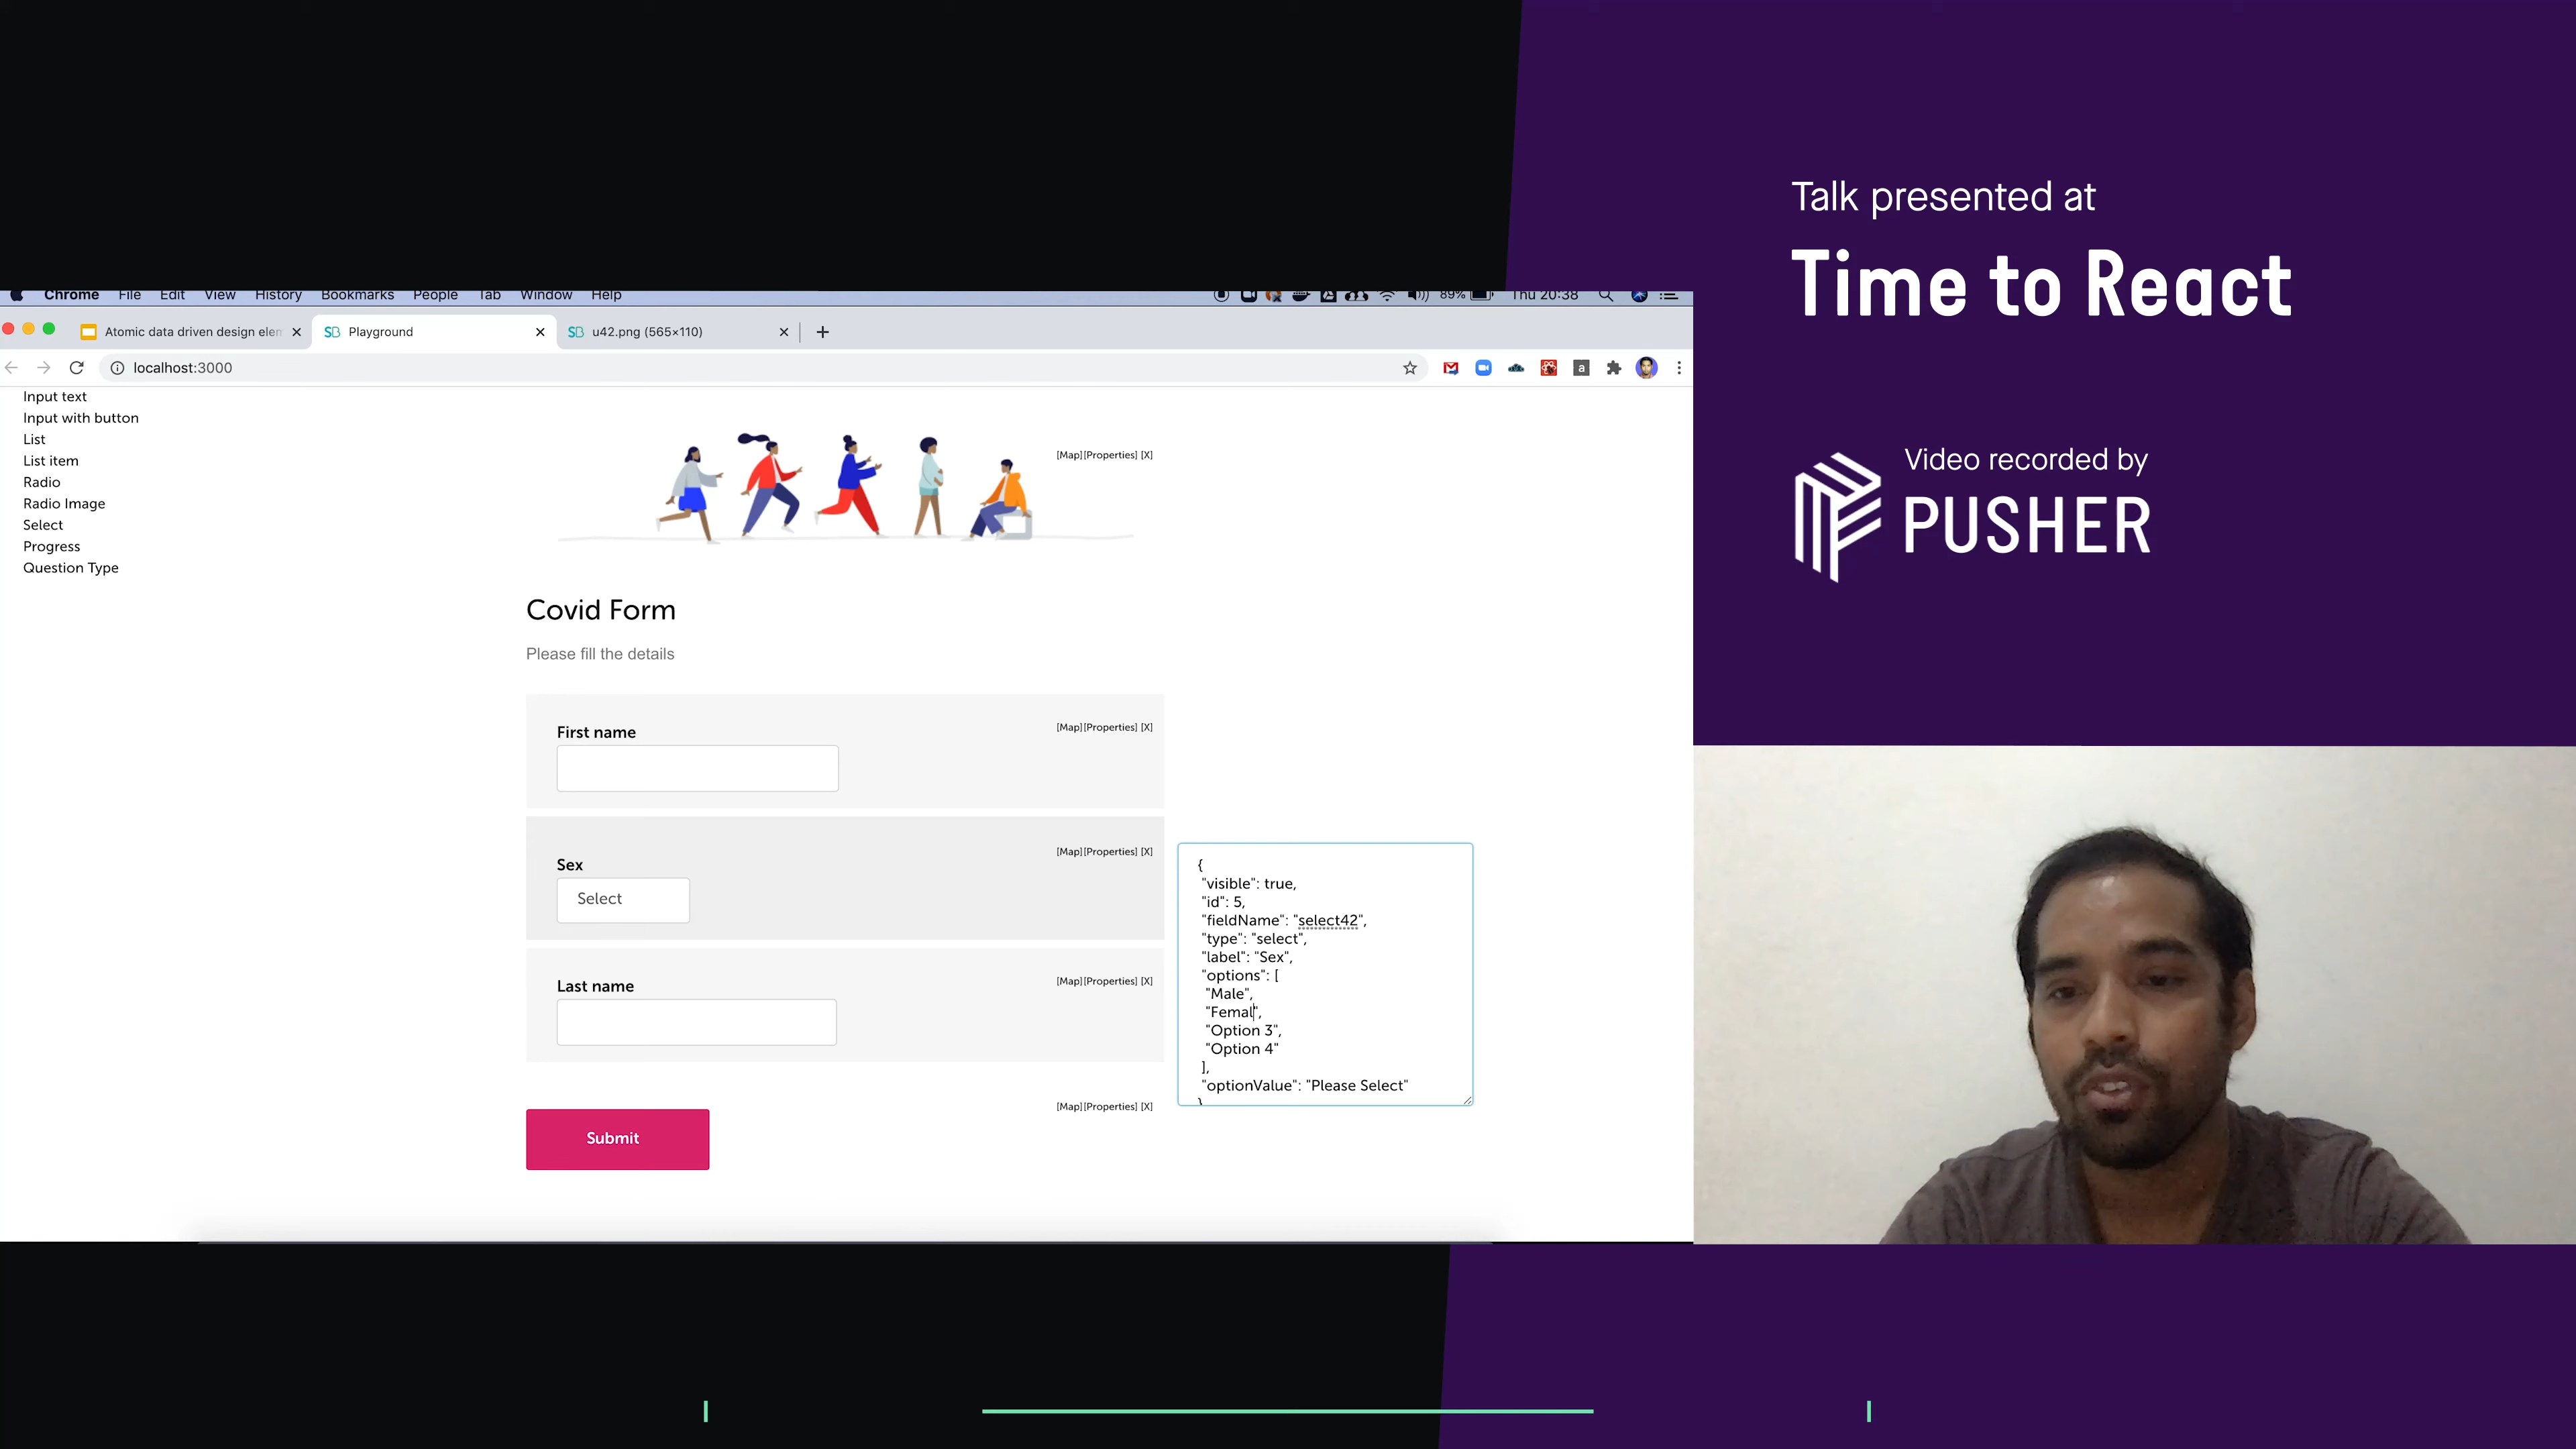 Talk presented at
Time to React
Video recorded by
PUSHER
Chrome File Edit View History Bookmarks People Tab Window Help 89% Thu 20:38
Atomic data driven design elem
Playground
u42.png (565×110)
localhost:3000
Input text
Input with button
List
List item
Radio
Radio Image
Select
Progress
Question Type
[Map][Properties] [X]
Covid Form
Please fill the details
First name
[Map][Properties] [X]
Sex
Select
[Map][Properties] [X]
Last name
[Map][Properties] [X]
Submit
[Map][Properties] [X]
{
"visible": true,
"id": 5,
"fieldName": "select42",
"type": "select",
"label": "Sex",
"options": [
"Male",
"Femal",
"Option 3",
"Option 4"
],
"optionValue": "Please Select"
}